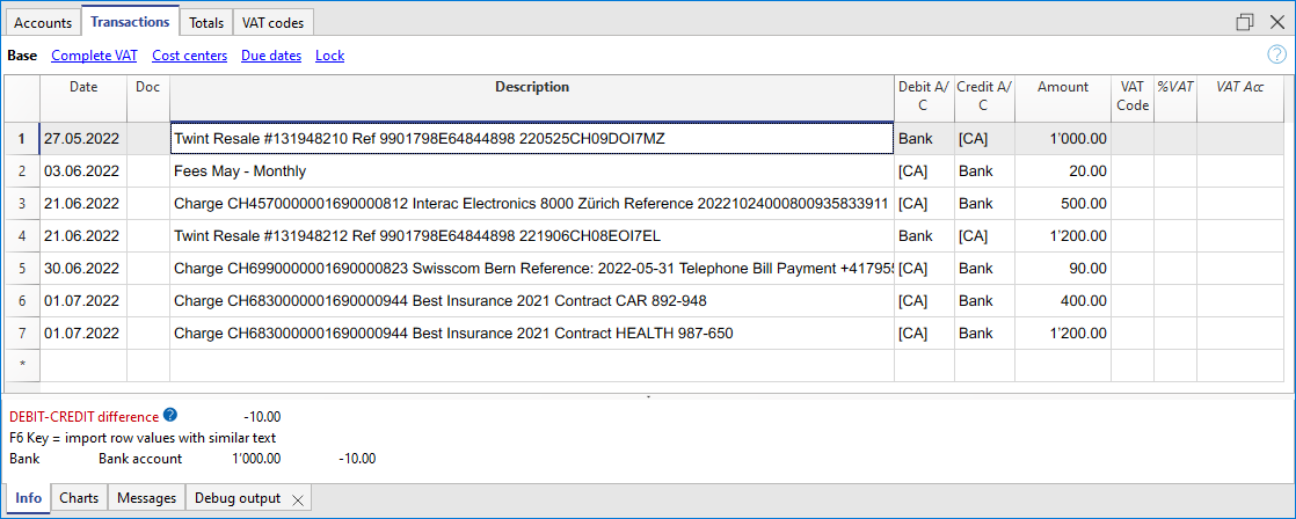 Accounts Transactions Totals VAT codes
Base Complete VAT Cost centers Due dates Lock
Date Doc Description Debit A/C Credit A/C Amount VAT Code %VAT VAT Acc
1 27.05.2022 Twint Resale #131948210 Ref 9901798E64844898 220525CH09DOI7MZ Bank [CA] 1'000.00
2 03.06.2022 Fees May - Monthly [CA] Bank 20.00
3 21.06.2022 Charge CH4570000001690000812 Interac Electronics 8000 Zürich Reference 20221024000800935833911 [CA] Bank 500.00
4 21.06.2022 Twint Resale #131948212 Ref 9901798E64844898 221906CH08EOI7EL Bank [CA] 1'200.00
5 30.06.2022 Charge CH6990000001690000823 Swisscom Bern Reference: 2022-05-31 Telephone Bill Payment +41795 [CA] Bank 90.00
6 01.07.2022 Charge CH6830000001690000944 Best Insurance 2021 Contract CAR 892-948 [CA] Bank 400.00
7 01.07.2022 Charge CH6830000001690000944 Best Insurance 2021 Contract HEALTH 987-650 [CA] Bank 1'200.00
*
DEBIT-CREDIT difference ? -10.00
F6 Key = import row values with similar text
Bank Bank account 1'000.00 -10.00
Info Charts Messages Debug output